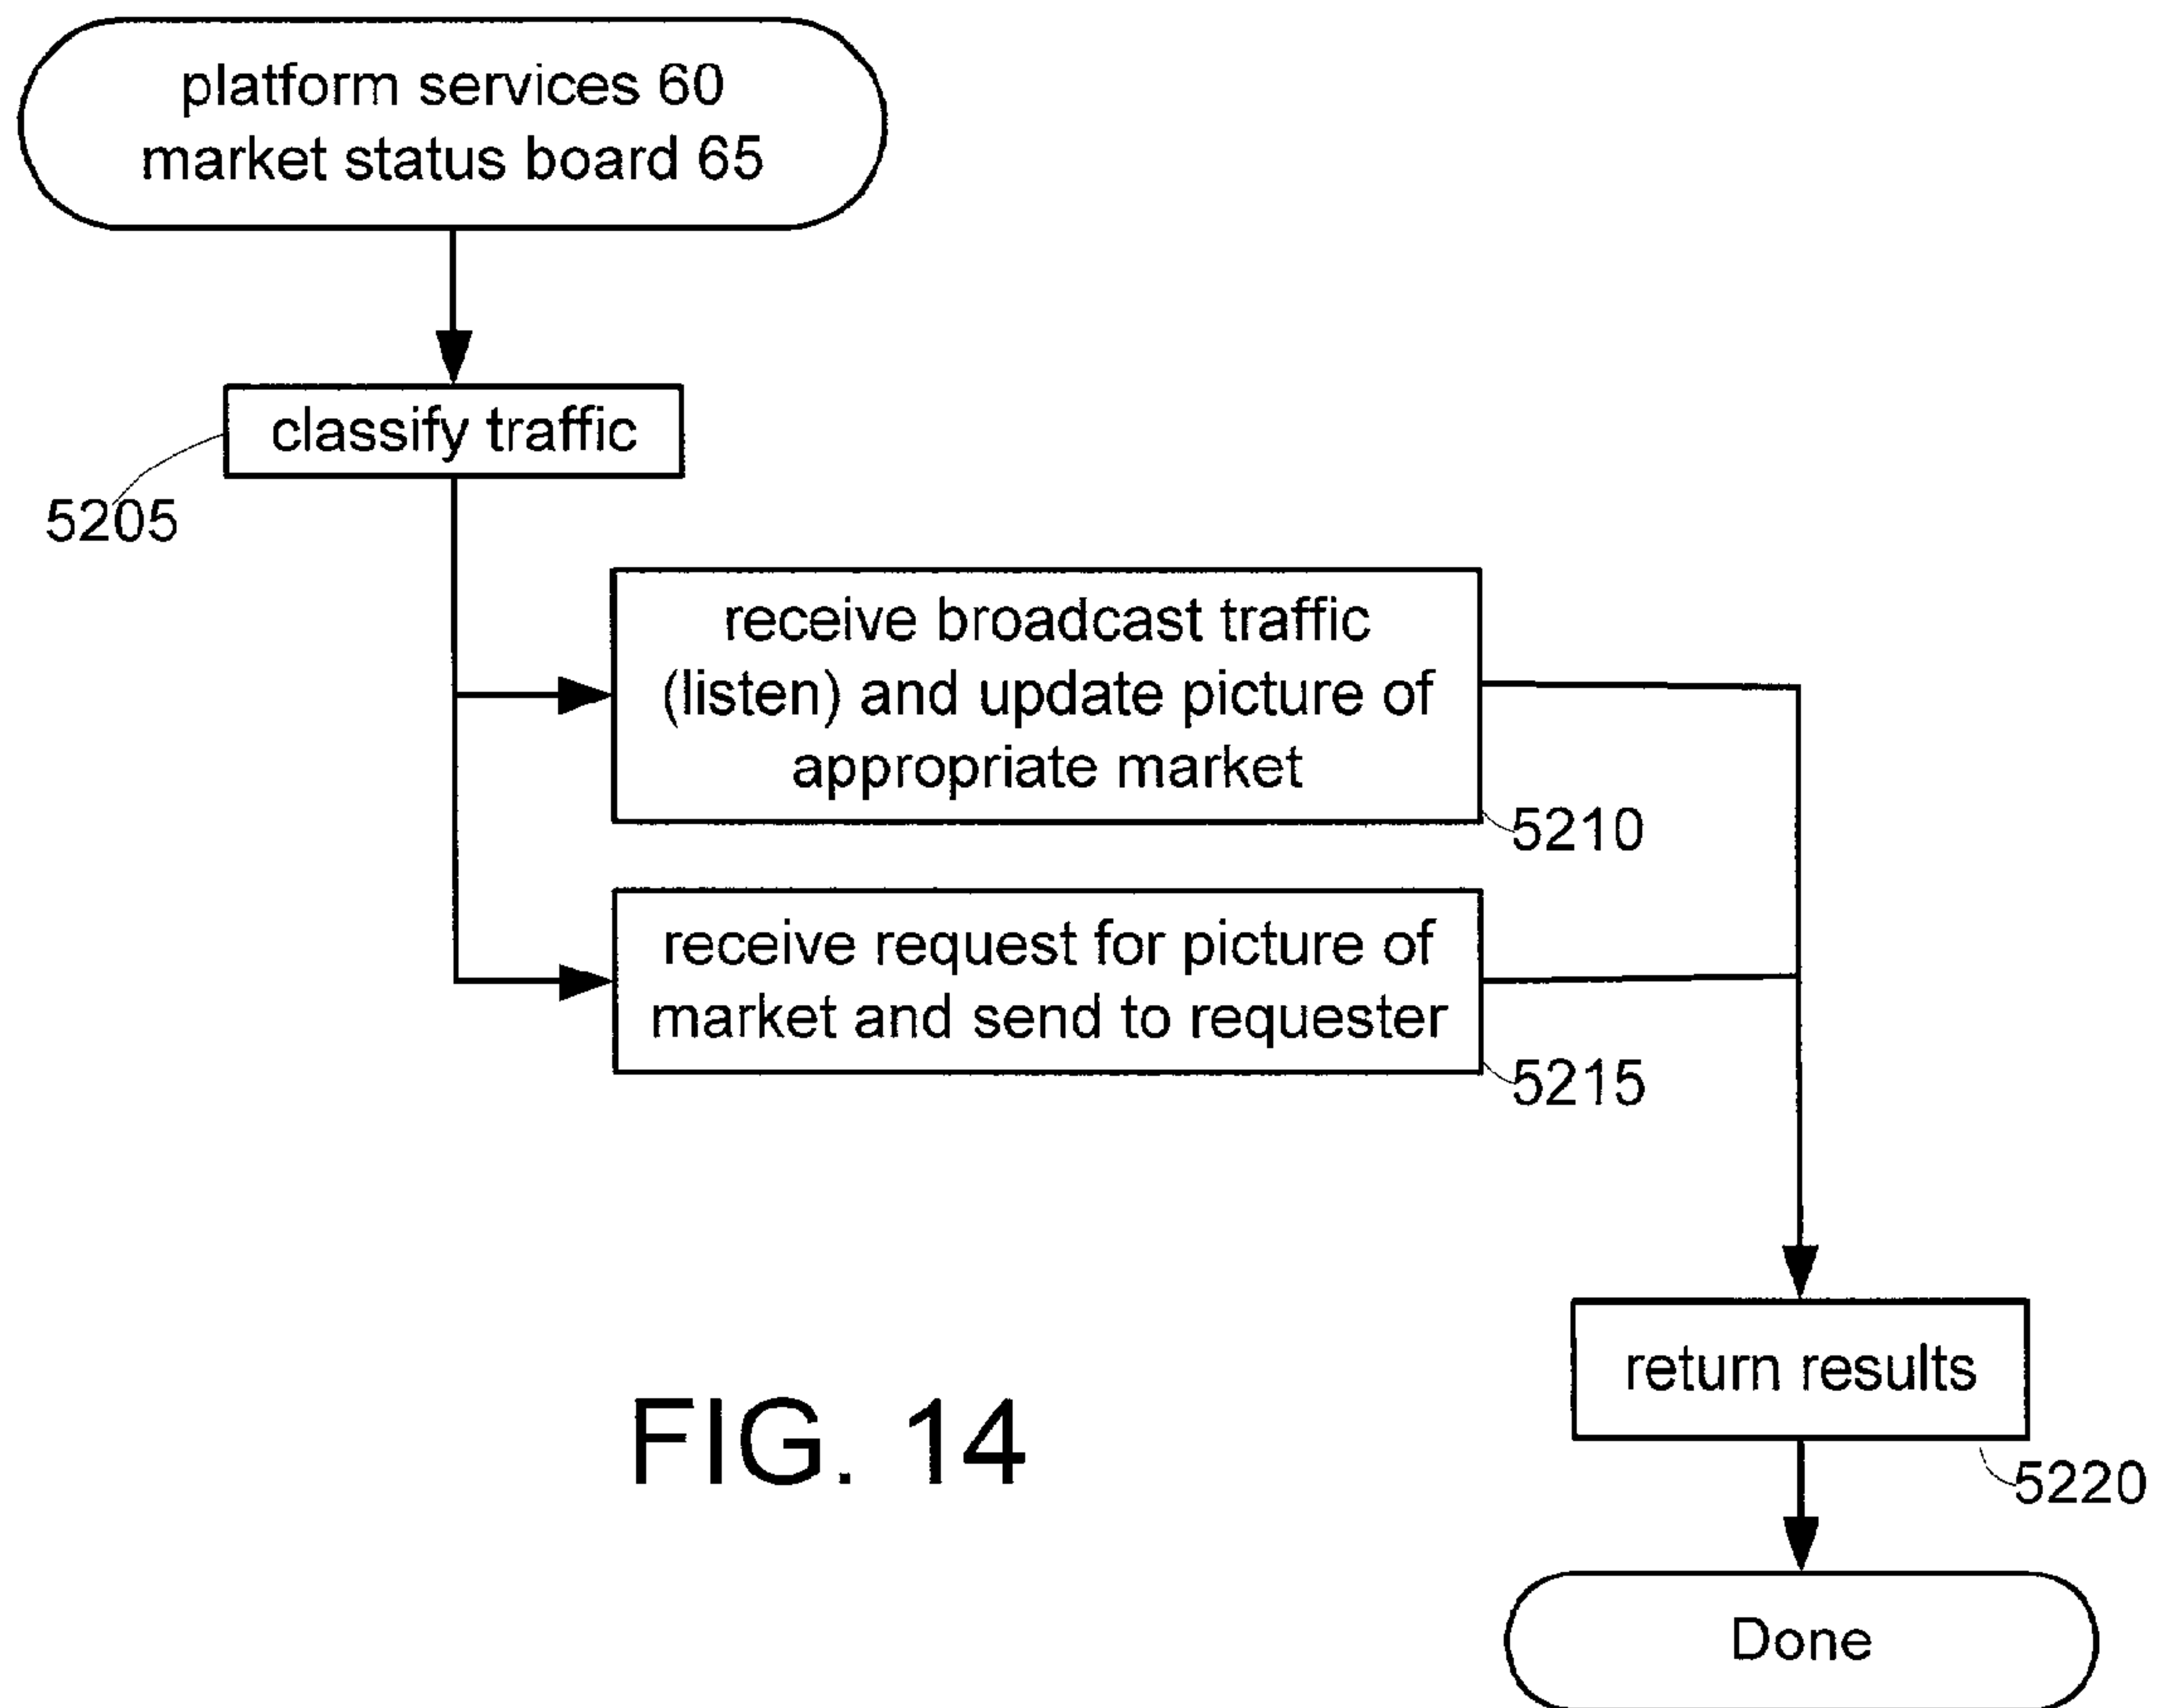 platform services 60
market status board 65
classify traffic
5205
receive broadcast traffic
(listen) and update picture of
appropriate market
5210
receive request for picture of
market and send to requester
5215
return results
5220
FIG. 14
Done